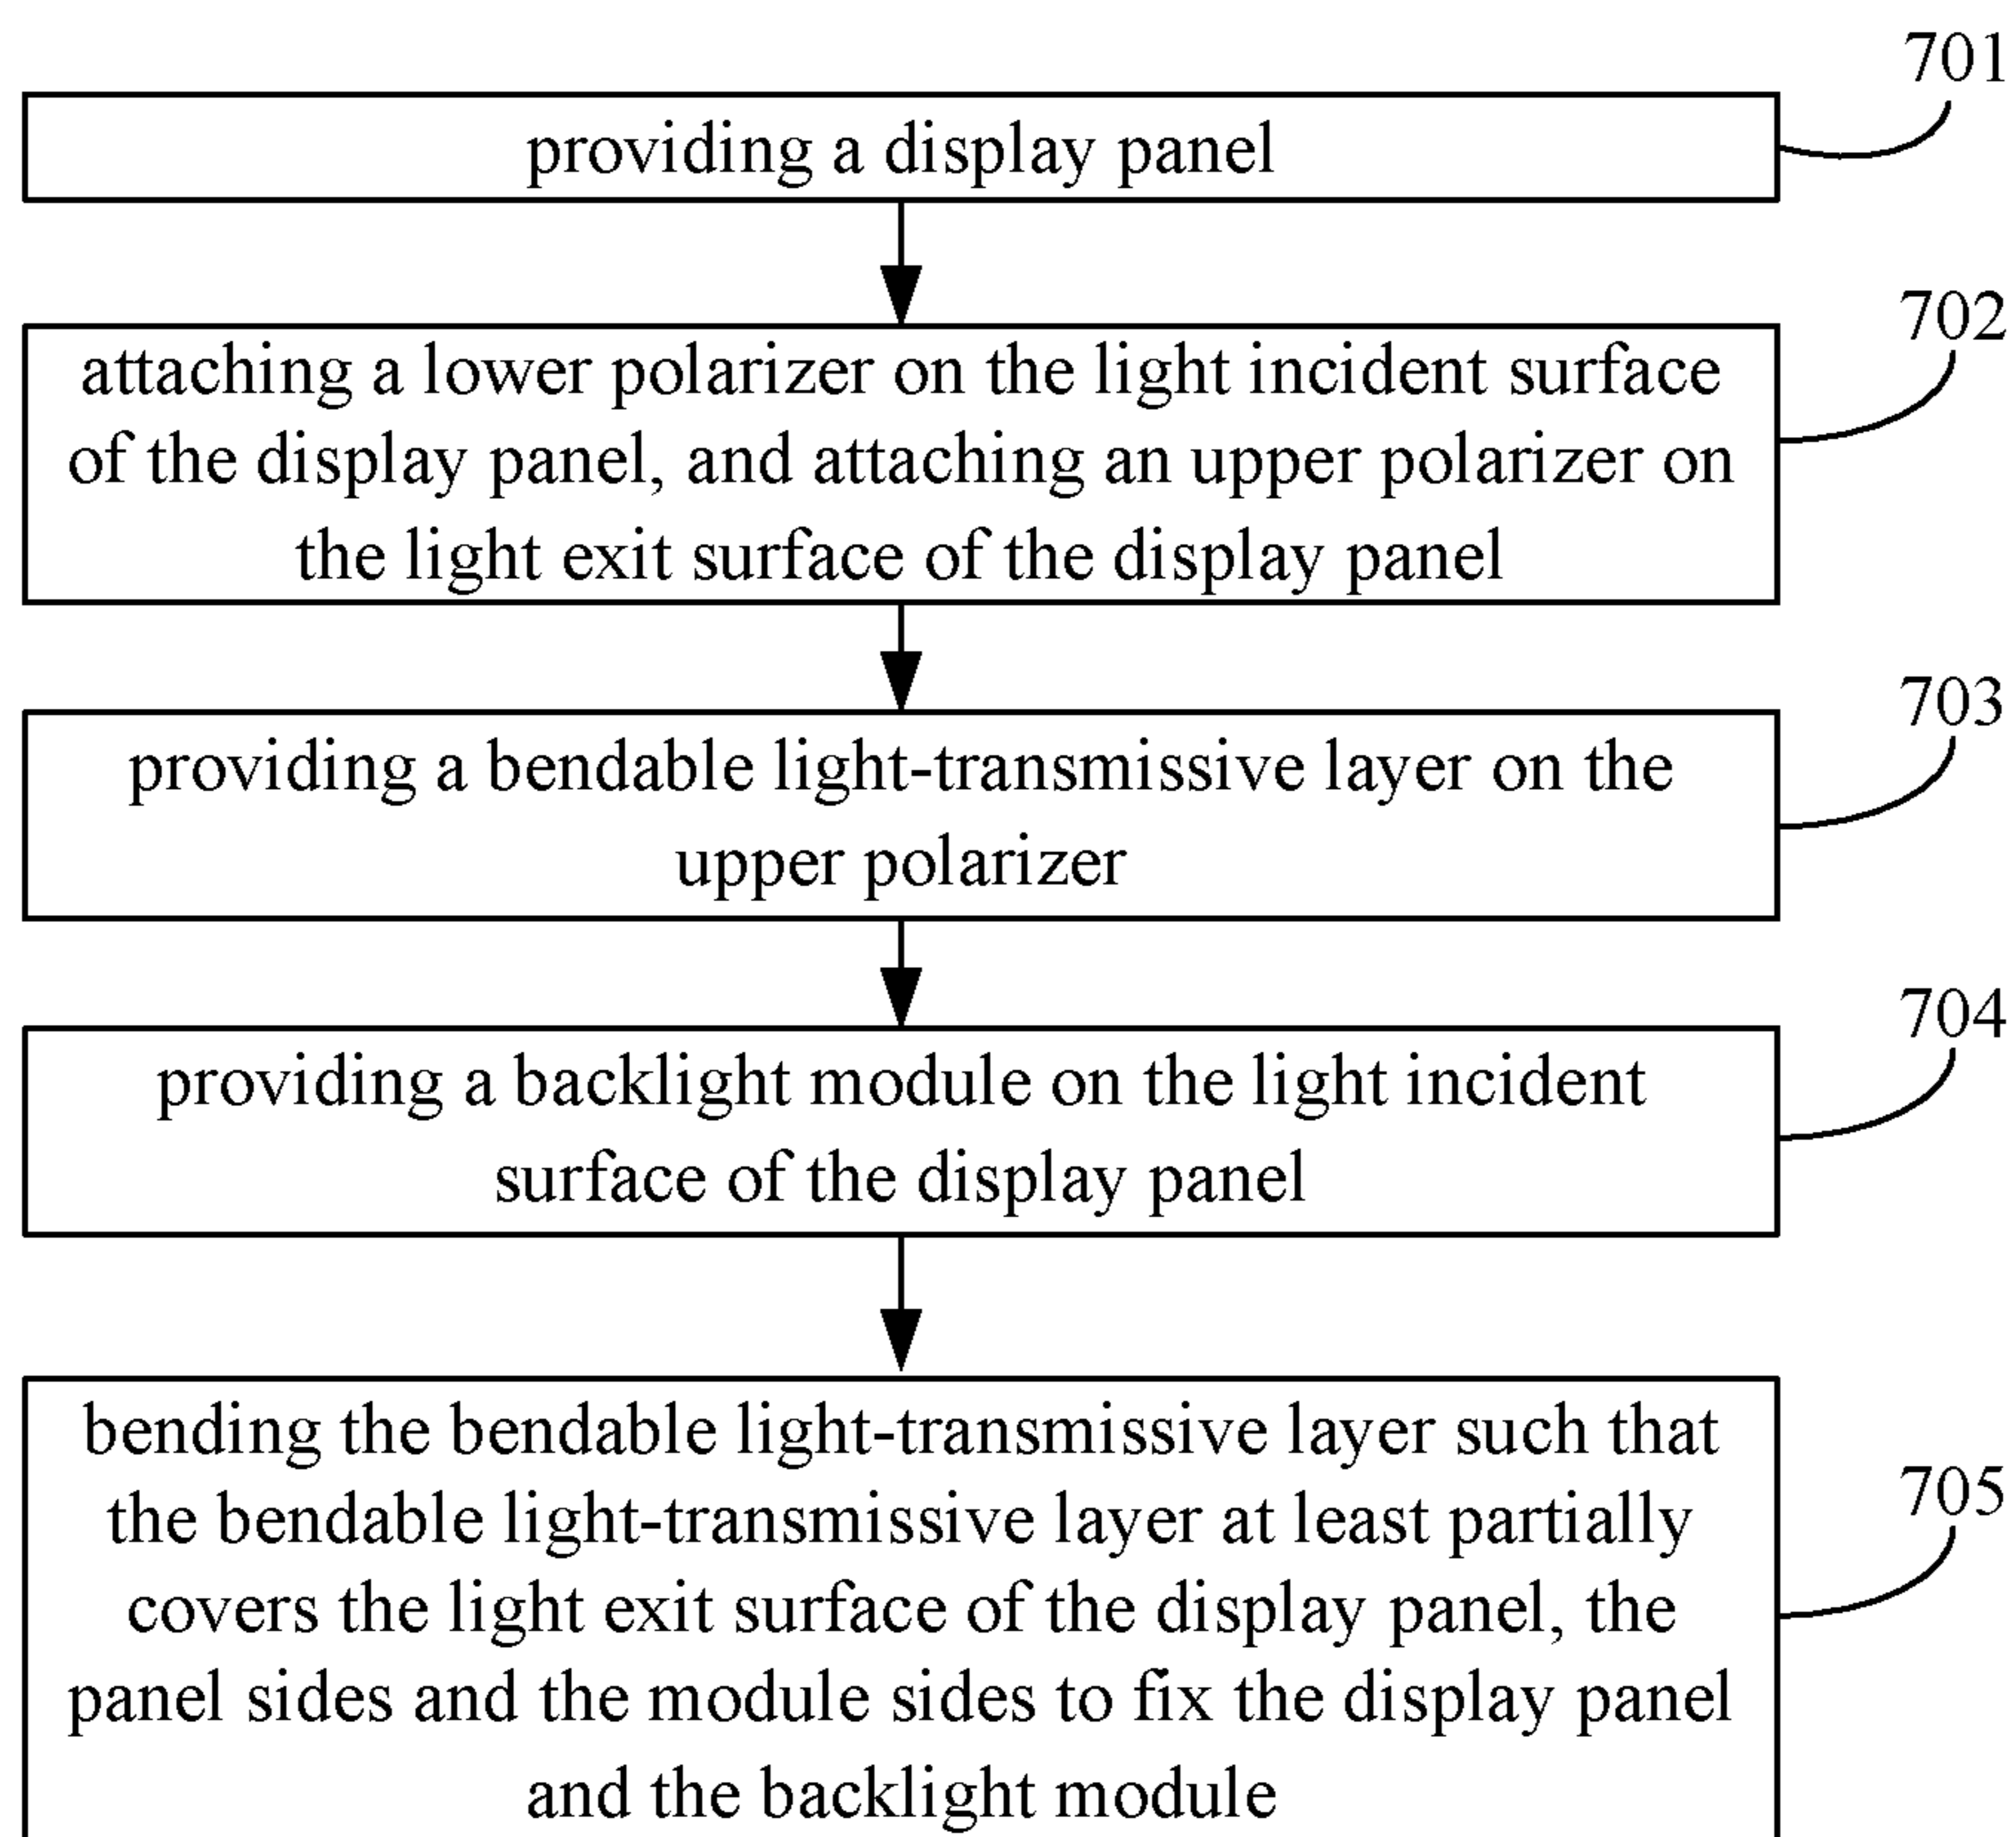 701
providing a display panel
702
attaching a lower polarizer on the light incident surface
of the display panel, and attaching an upper polarizer on
the light exit surface of the display panel
703
providing a bendable light-transmissive layer on the
upper polarizer
704
providing a backlight module on the light incident
surface of the display panel
bending the bendable light-transmissive layer such that
705
the bendable light-transmissive layer at least partially
covers the light exit surface of the display panel, the
panel sides and the module sides to fix the display panel
and the backlight module